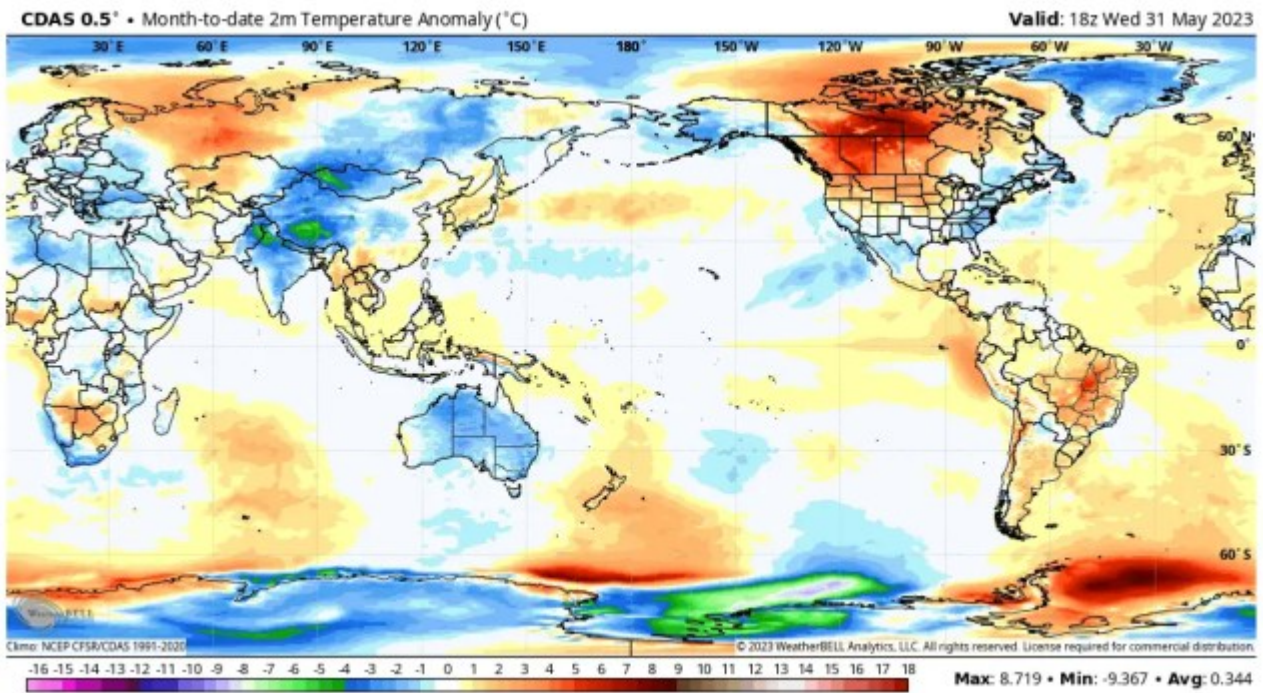 CDAS 0.5° • Month-to-date 2m Temperature Anomaly (°C)
Valid: 18z Wed 31 May 2023
30°E 60°E 90°E 120°E 150°E 180° 150°W 120°W 90°W 60°W 30°W
60°N
30°N
0°
30°S
60°S
WeatherBELL
Climo: NCEP CFSR/CDAS 1991-2020
© 2023 WeatherBELL Analytics, LLC. All rights reserved. License required for commercial distribution.
-16 -15 -14 -13 -12 -11 -10 -9 -8 -7 -6 -5 -4 -3 -2 -1 0 1 2 3 4 5 6 7 8 9 10 11 12 13 14 15 16 17 18
Max: 8.719 • Min: -9.367 • Avg: 0.344